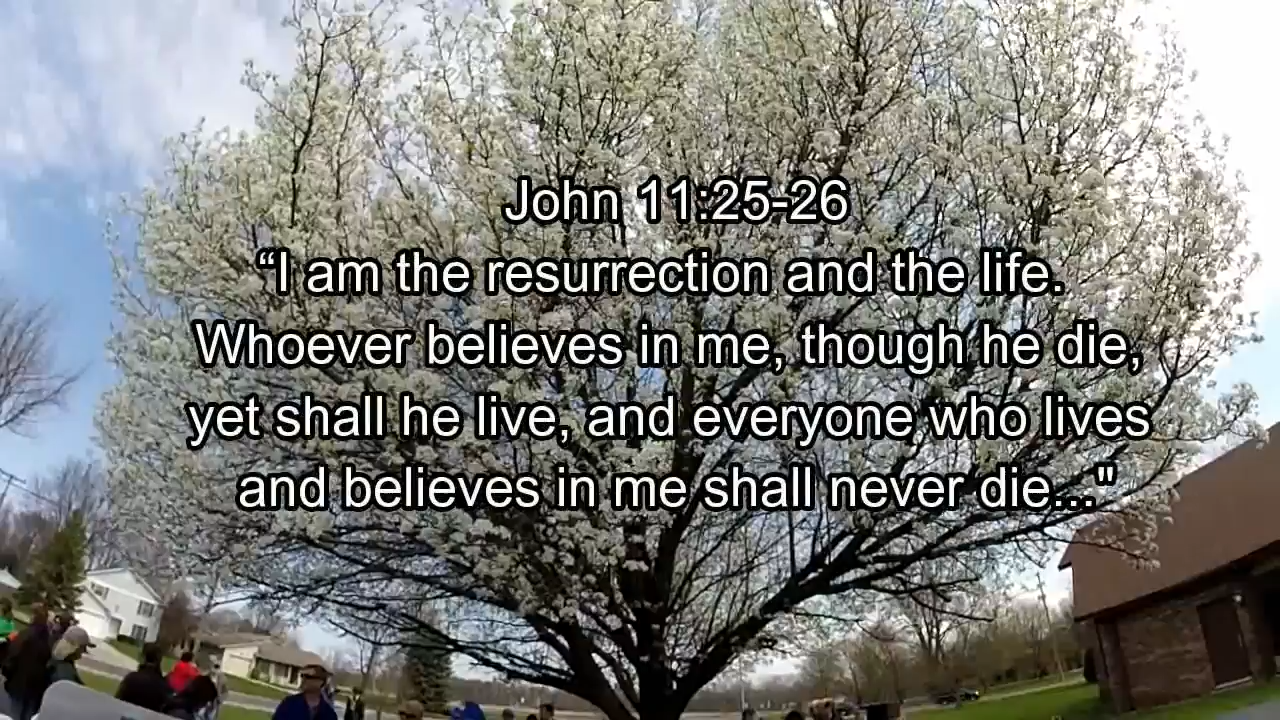 John 11:25-26
“I am the resurrection and the life.
Whoever believes in me, though he die,
yet shall he live, and everyone who lives
and believes in me shall never die..."